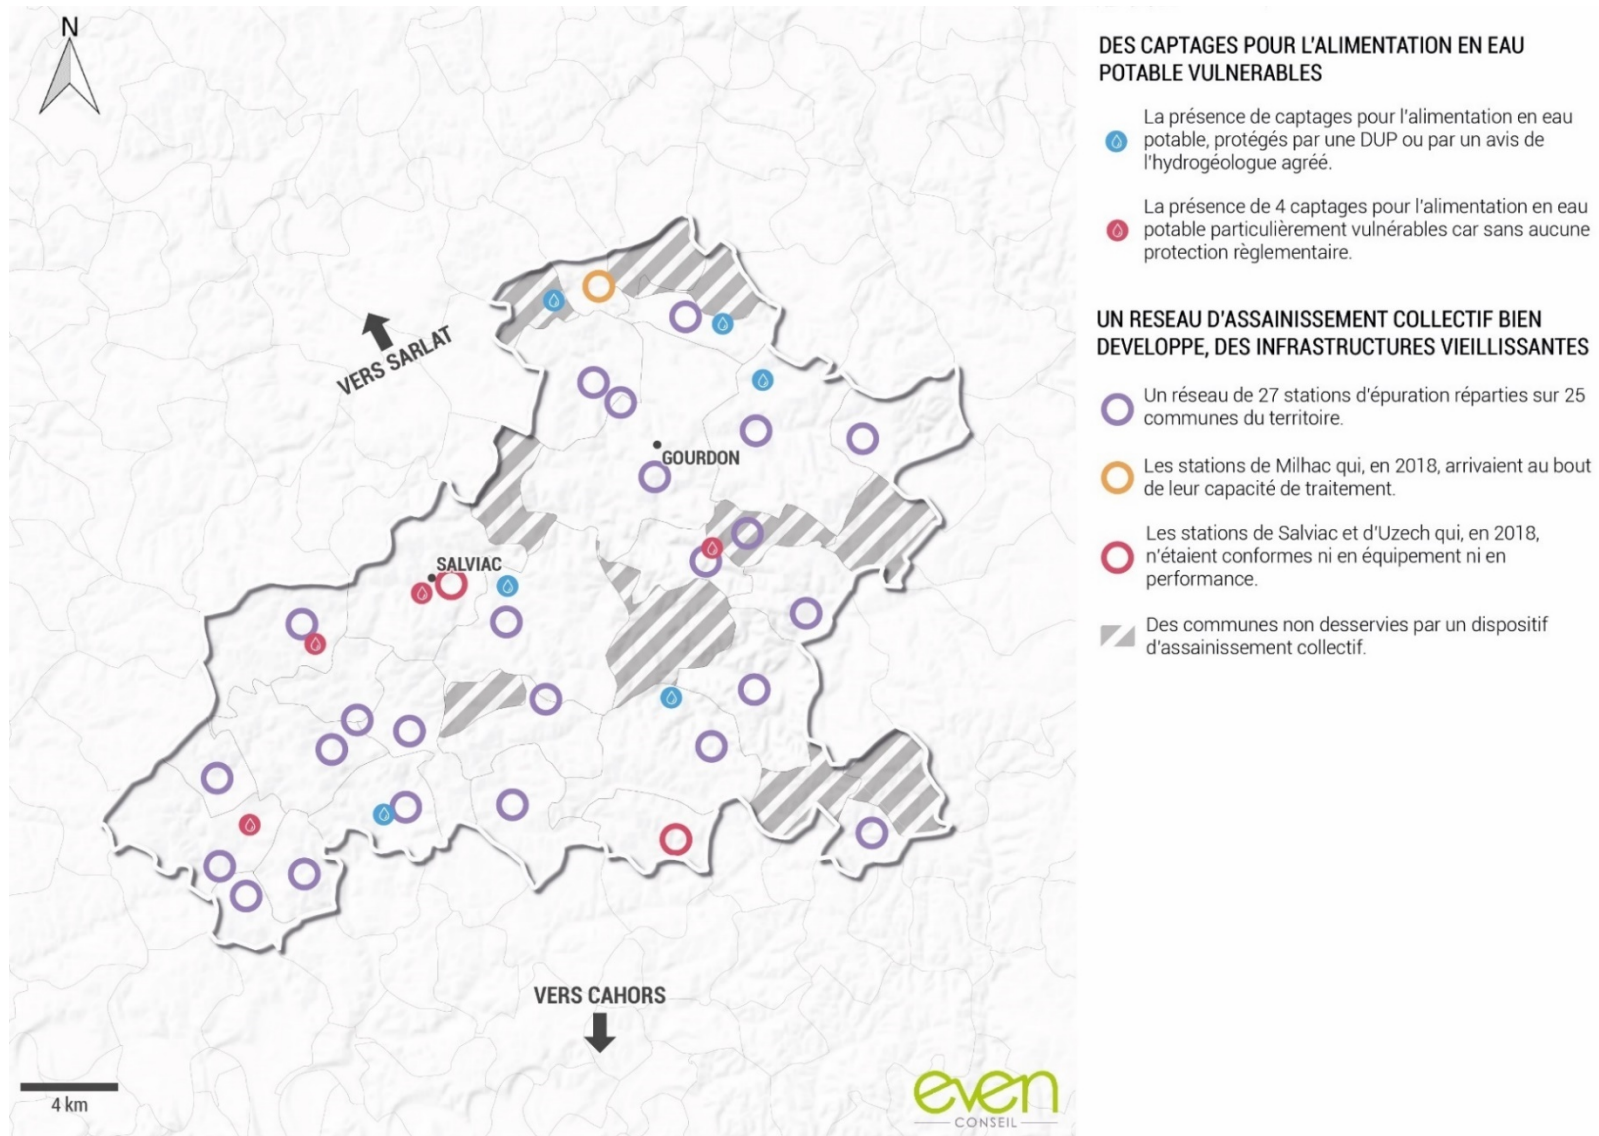 N
DES CAPTAGES POUR L'ALIMENTATION EN EAU
POTABLE VULNERABLES
La présence de captages pour l'alimentation en eau
potable, protégés par une DUP ou par un avis de
l'hydrogéologue agréé.
La présence de 4 captages pour l'alimentation en eau
potable particulièrement vulnérables car sans aucune
protection règlementaire.
UN RESEAU D'ASSAINISSEMENT COLLECTIF BIEN
DEVELOPPE, DES INFRASTRUCTURES VIEILLISSANTES
Un réseau de 27 stations d'épuration réparties sur 25
communes du territoire.
Les stations de Milhac qui, en 2018, arrivaient au bout
de leur capacité de traitement.
Les stations de Salviac et d'Uzech qui, en 2018,
n'étaient conformes ni en équipement ni en
performance.
Des communes non desservies par un dispositif
d'assainissement collectif.
VERS SARLAT
GOURDON
SALVIAC
VERS CAHORS
4 km
even
CONSEIL